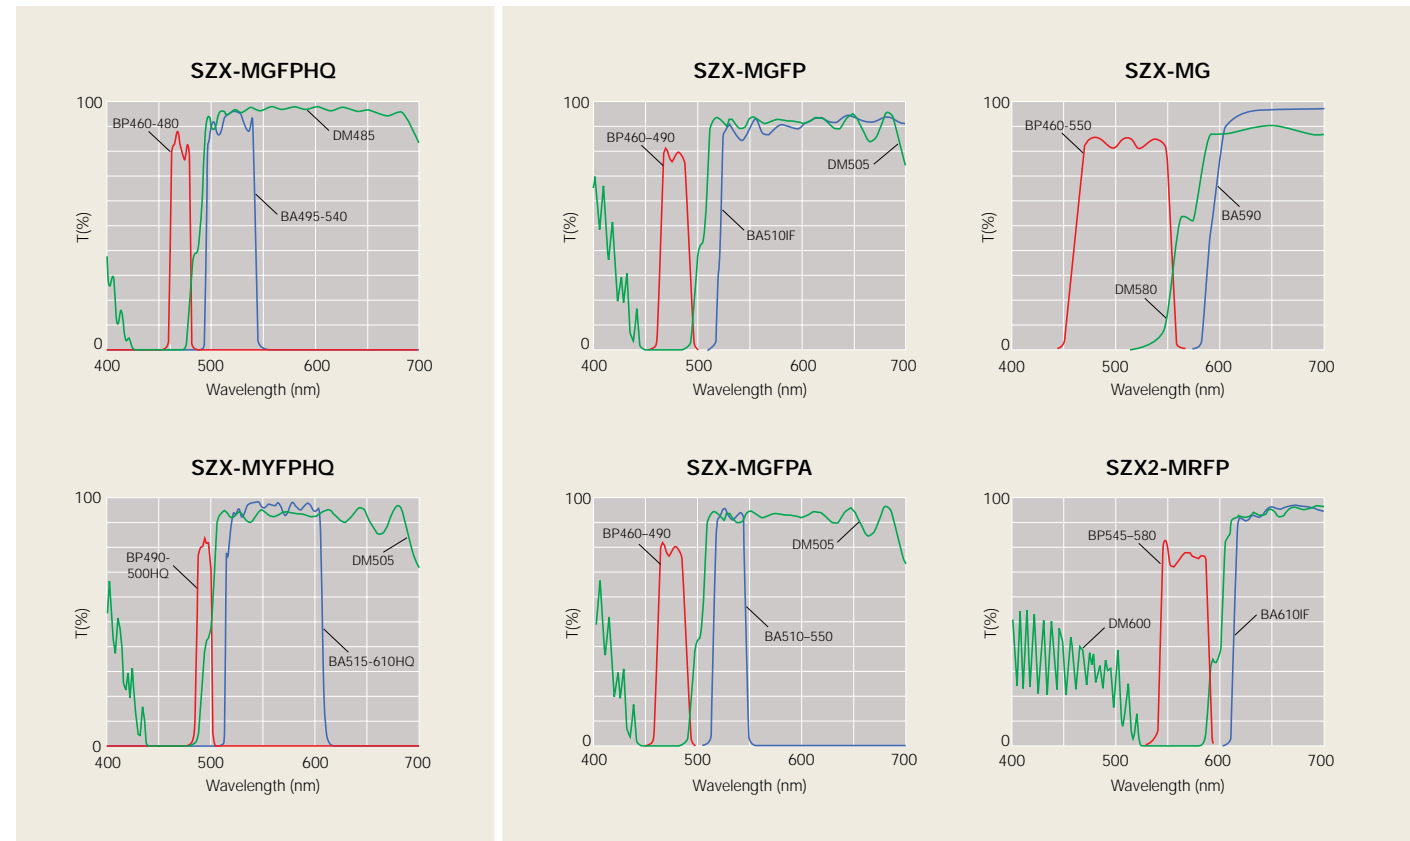 SZX-MGFPHQ
100
BP460-480
DM485
BA495-540
T(%)
0
400
500
600
700
Wavelength (nm)
SZX-MGFP
100
BP460–490
DM505
BA510IF
T(%)
0
400
500
600
700
Wavelength (nm)
SZX-MG
100
BP460-550
BA590
DM580
T(%)
0
400
500
600
700
Wavelength (nm)
SZX-MYFPHQ
100
BP490-
500HQ
DM505
BA515-610HQ
T(%)
0
400
500
600
700
Wavelength (nm)
SZX-MGFPA
100
BP460–490
DM505
BA510–550
T(%)
0
400
500
600
700
Wavelength (nm)
SZX2-MRFP
100
BP545–580
DM600
BA610IF
T(%)
0
400
500
600
700
Wavelength (nm)